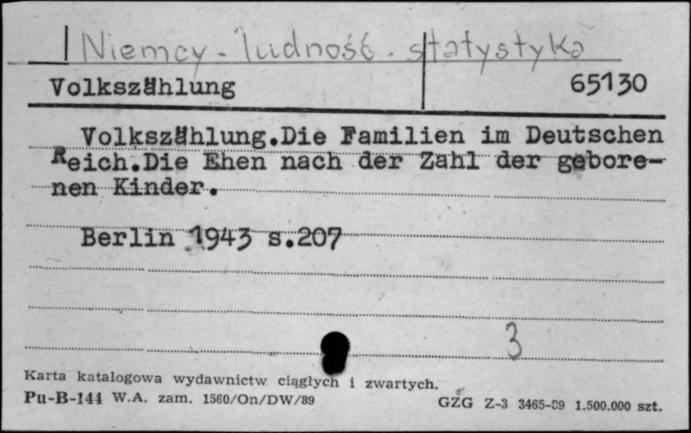 Niemcy - ludność - statystyka
Volkszählung 65130
Volkszählung.Die Familien im Deutschen
Reich.Die Ehen nach der Zahl der gebore-
nen Kinder.
Berlin 1943 s.207
3
Karta katalogowa wydawnictw ciągłych i zwartych.
Pu-B-144 W.A. zam. 1560/On/DW/89
GZG Z-3 3465-89 1.500.000 szt.